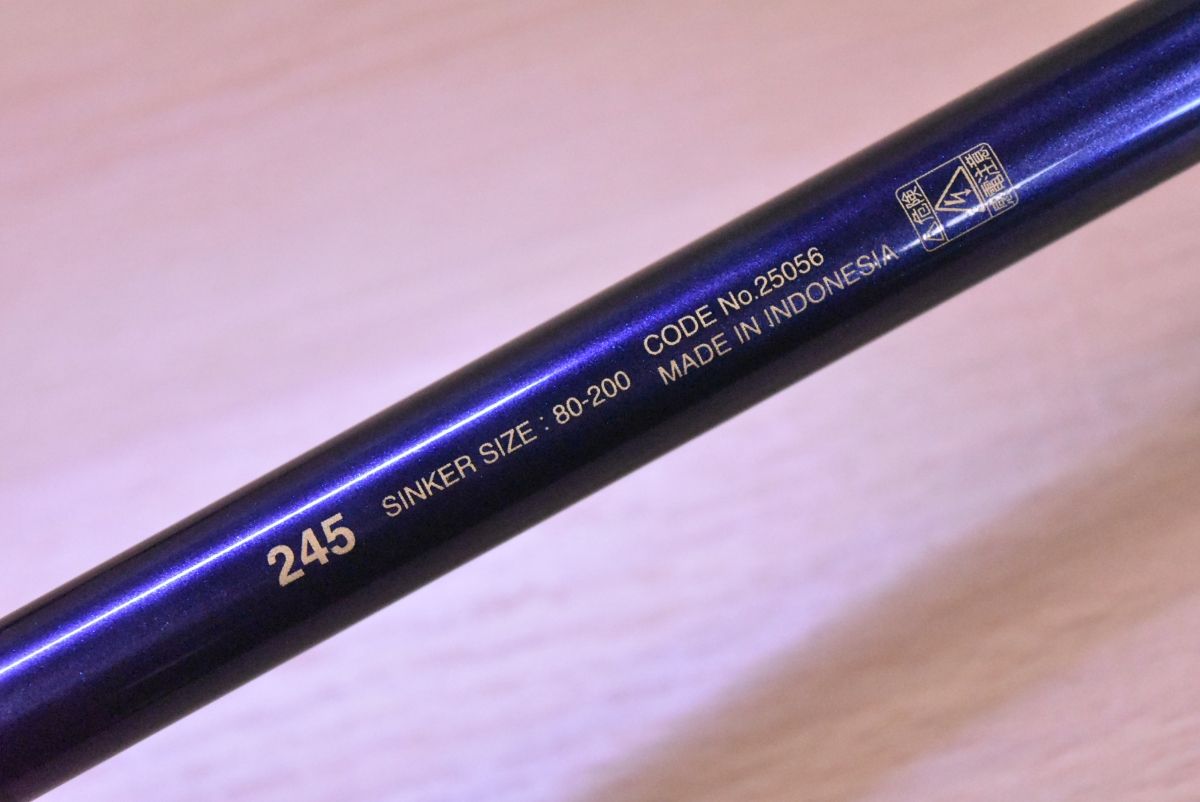 245 SINKER SIZE : 80-200
CODE No.25056
MADE IN INDONESIA
⚠危険
感電注意